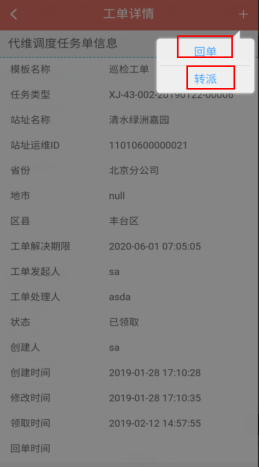 工单详情
+
代维调度任务单信息
回单
转派
模板名称 巡检工单
任务类型 XJ-43-002-20190122-00006
站址名称 清水绿洲嘉园
站址运维ID 11010600000021
省份 北京分公司
地市 null
区县 丰台区
工单解决期限 2020-06-01 07:05:05
工单发起人 sa
工单处理人 asda
状态 已领取
创建人 sa
创建时间 2019-01-28 17:10:28
修改时间 2019-01-28 17:10:35
领取时间 2019-02-12 14:57:55
回单时间